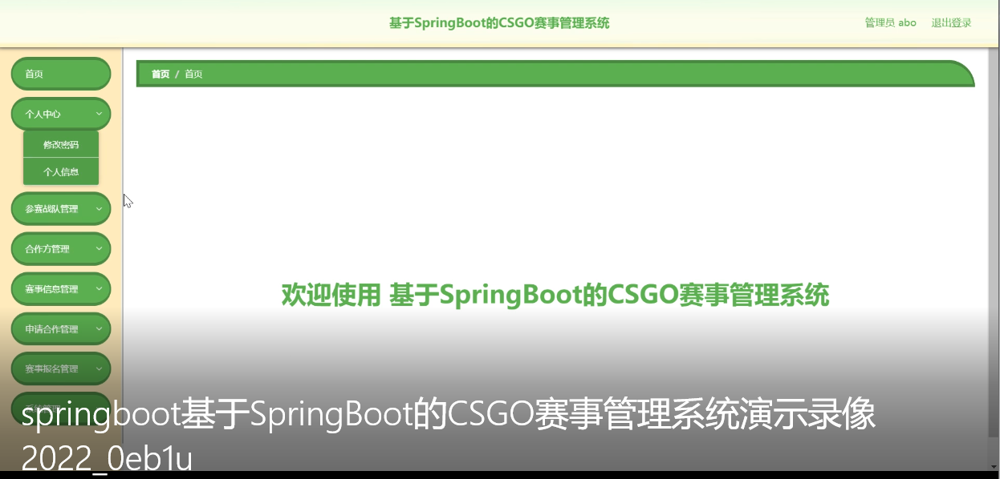 基于SpringBoot的CSGO赛事管理系统
管理员 abo 退出登录
首页
首页 / 首页
个人中心
修改密码
个人信息
参赛战队管理
合作方管理
赛事信息管理
欢迎使用 基于SpringBoot的CSGO赛事管理系统
申请合作管理
赛事报名管理
springboot基于SpringBoot的CSGO赛事管理系统演示录像
2022_0eb1u